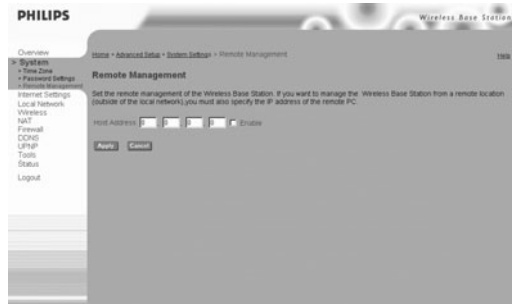 PHILIPS
Wireless Base Station
Overview
> System
• Time Zone
• Password Settings
• Remote Management
Internet Settings
Local Network
Wireless
NAT
Firewall
DDNS
UPNP
Tools
Status
Logout
Home • Advanced Setup • System Settings • Remote Management
Help
Remote Management
Set the remote management of the Wireless Base Station. If you want to manage the Wireless Base Station from a remote location
(outside of the local network),you must also specify the IP address of the remote PC.
Host Address 0 . 0 . 0 . 0 Enable
Apply Cancel